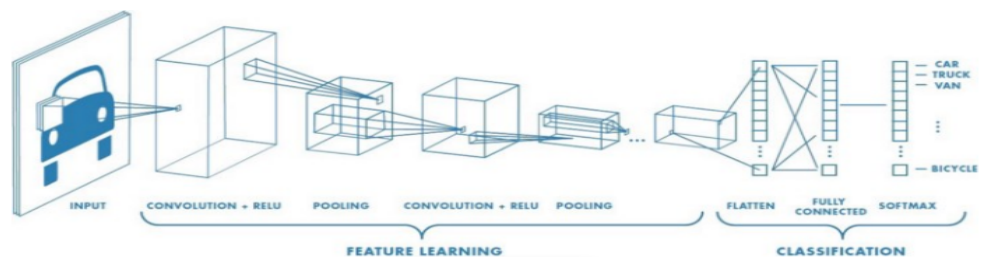 CAR
TRUCK
VAN
BICYCLE
INPUT
CONVOLUTION + RELU
POOLING
CONVOLUTION + RELU
POOLING
FLATTEN
FULLY
CONNECTED
SOFTMAX
FEATURE LEARNING
CLASSIFICATION